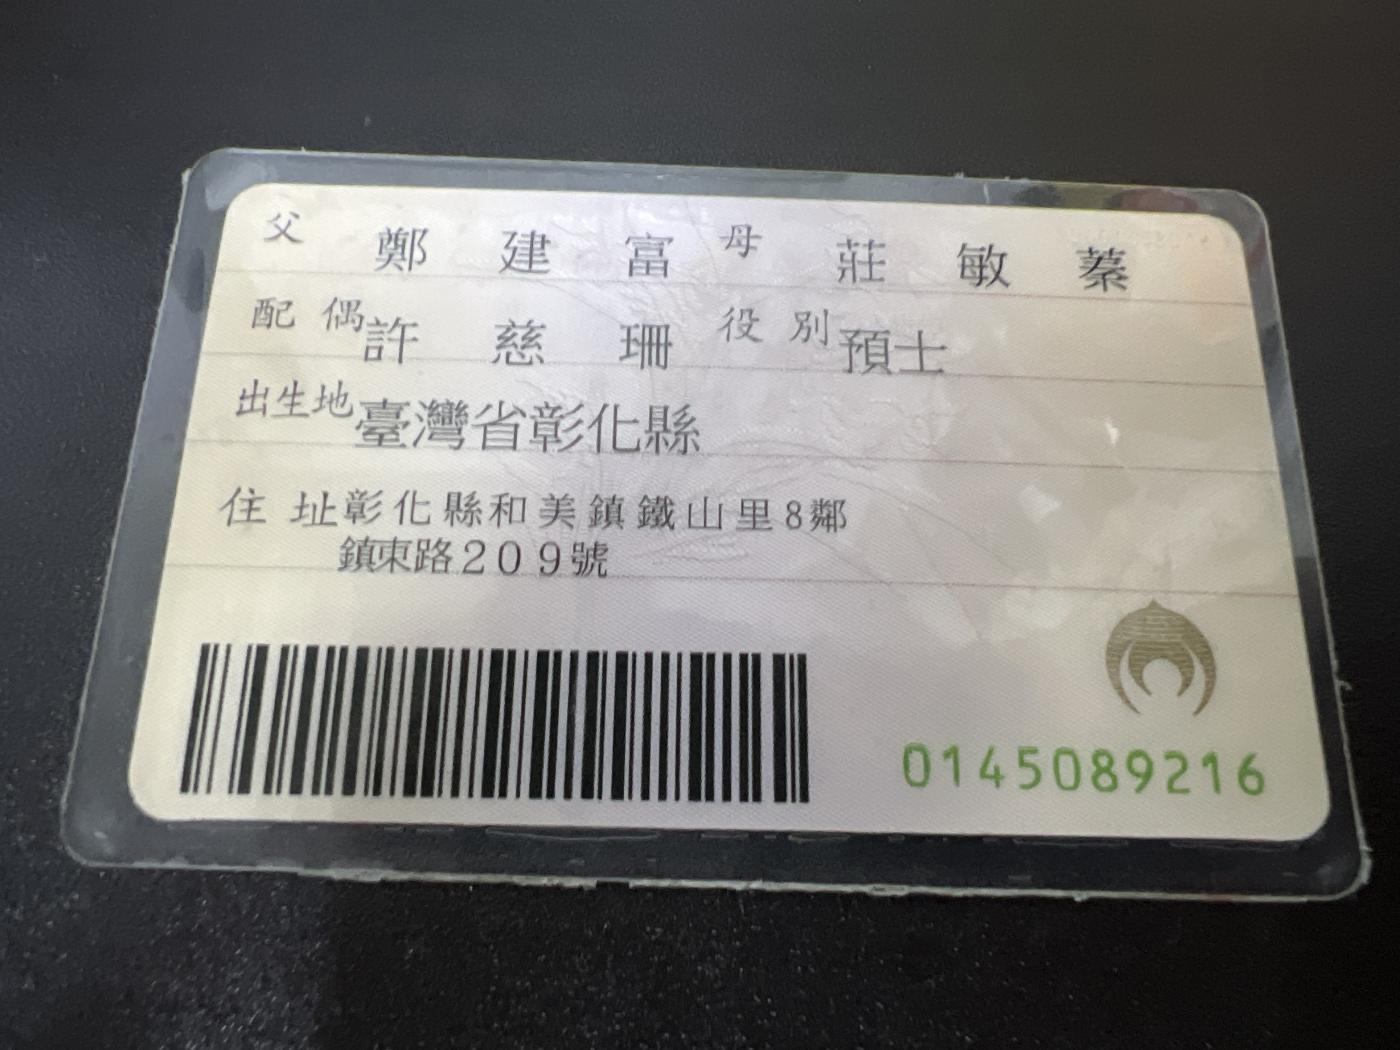 父 鄭建富 母 莊敏蓁
配偶 許慈珊 役別 預士
出生地 臺灣省彰化縣
住址 彰化縣和美鎮鐵山里8鄰
鎮東路209號
0145089216